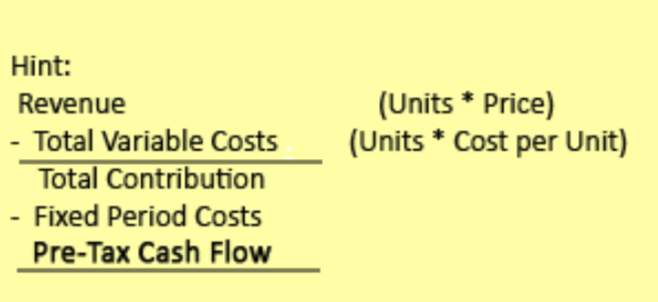 Hint:
Revenue (Units * Price)
- Total Variable Costs (Units * Cost per Unit)
Total Contribution
- Fixed Period Costs
Pre-Tax Cash Flow